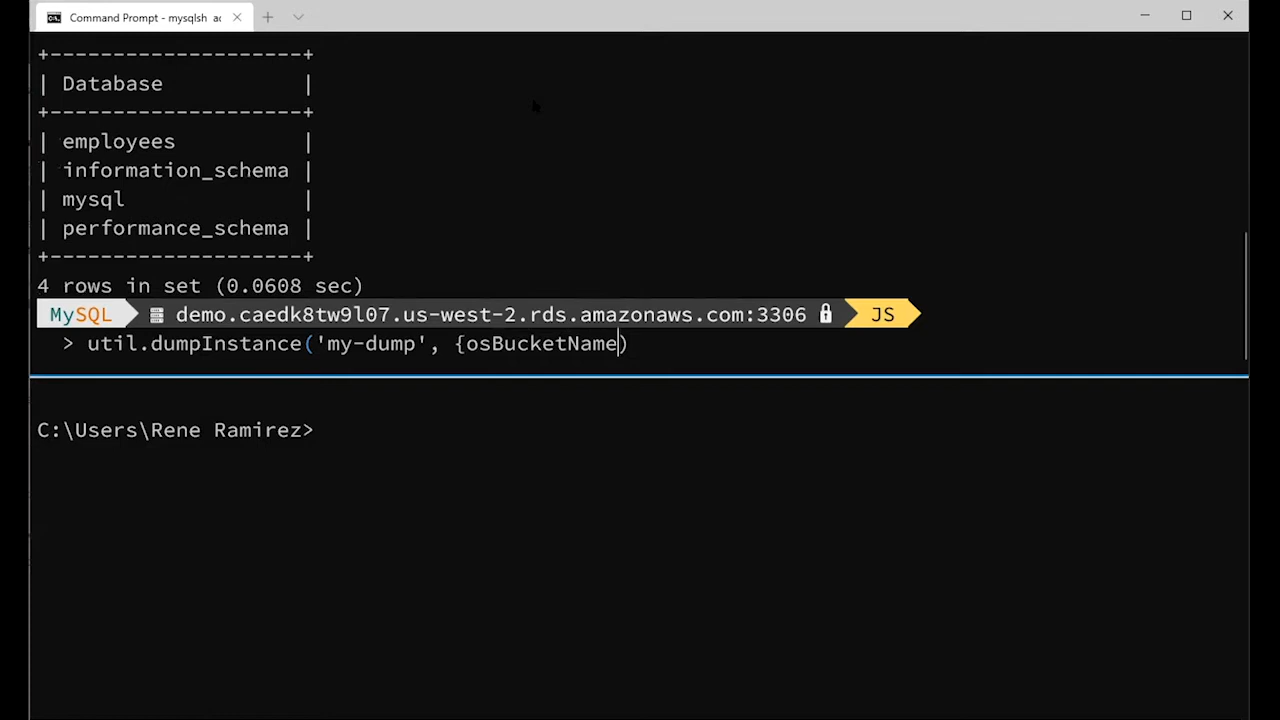 Command Prompt - mysqlsh ac
+--------------------+
| Database           |
+--------------------+
| employees          |
| information_schema |
| mysql              |
| performance_schema |
+--------------------+
4 rows in set (0.0608 sec)
MySQL demo.caedk8tw9l07.us-west-2.rds.amazonaws.com:3306 JS
> util.dumpInstance('my-dump', {osBucketName)
C:\Users\Rene Ramirez>